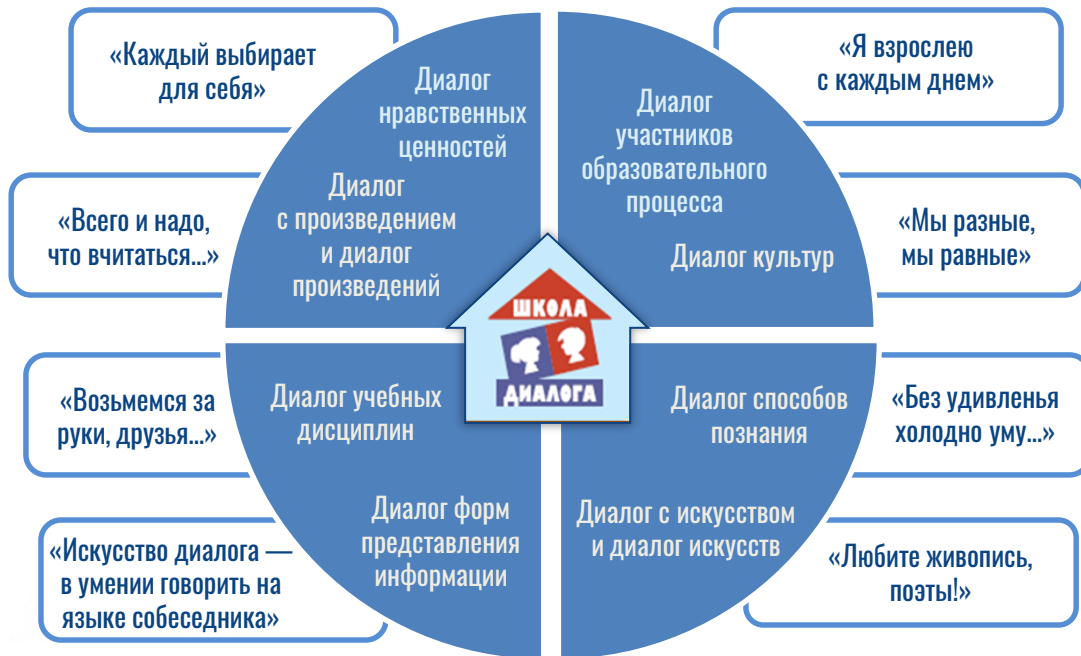 «Каждый выбирает
для себя»
Диалог
нравственных
ценностей
«Всего и надо,
что вчитаться...»
Диалог
с произведением
и диалог
произведений
«Я взрослею
с каждым днем»
Диалог
участников
образовательного
процесса
«Мы разные,
мы равные»
Диалог культур
ШКОЛА
ДИАЛОГА
«Возьмемся за
руки, друзья...»
Диалог учебных
дисциплин
«Искусство диалога —
в умении говорить на
языке собеседника»
Диалог форм
представления
информации
Диалог способов
познания
«Без удивленья
холодно уму...»
Диалог с искусством
и диалог искусств
«Любите живопись,
поэты!»